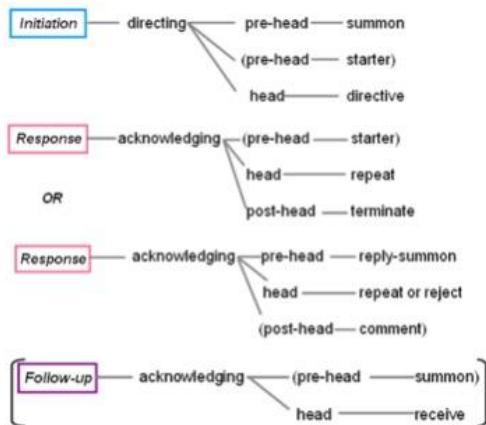 Initiation directing pre-head summon
(pre-head starter)
head directive
Response acknowledging (pre-head starter)
head repeat
OR
post-head terminate
Response acknowledging pre-head reply-summon
head repeat or reject
(post-head comment)
Follow-up acknowledging (pre-head summon)
head receive